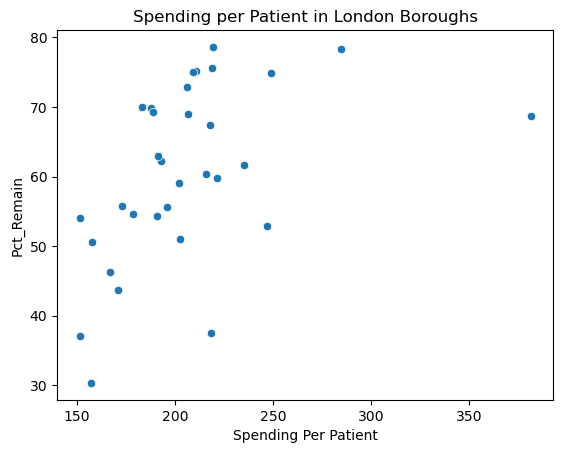 Spending per Patient in London Boroughs
80
70
60
50
40
30
Pct_Remain
150 200 250 300 350
Spending Per Patient